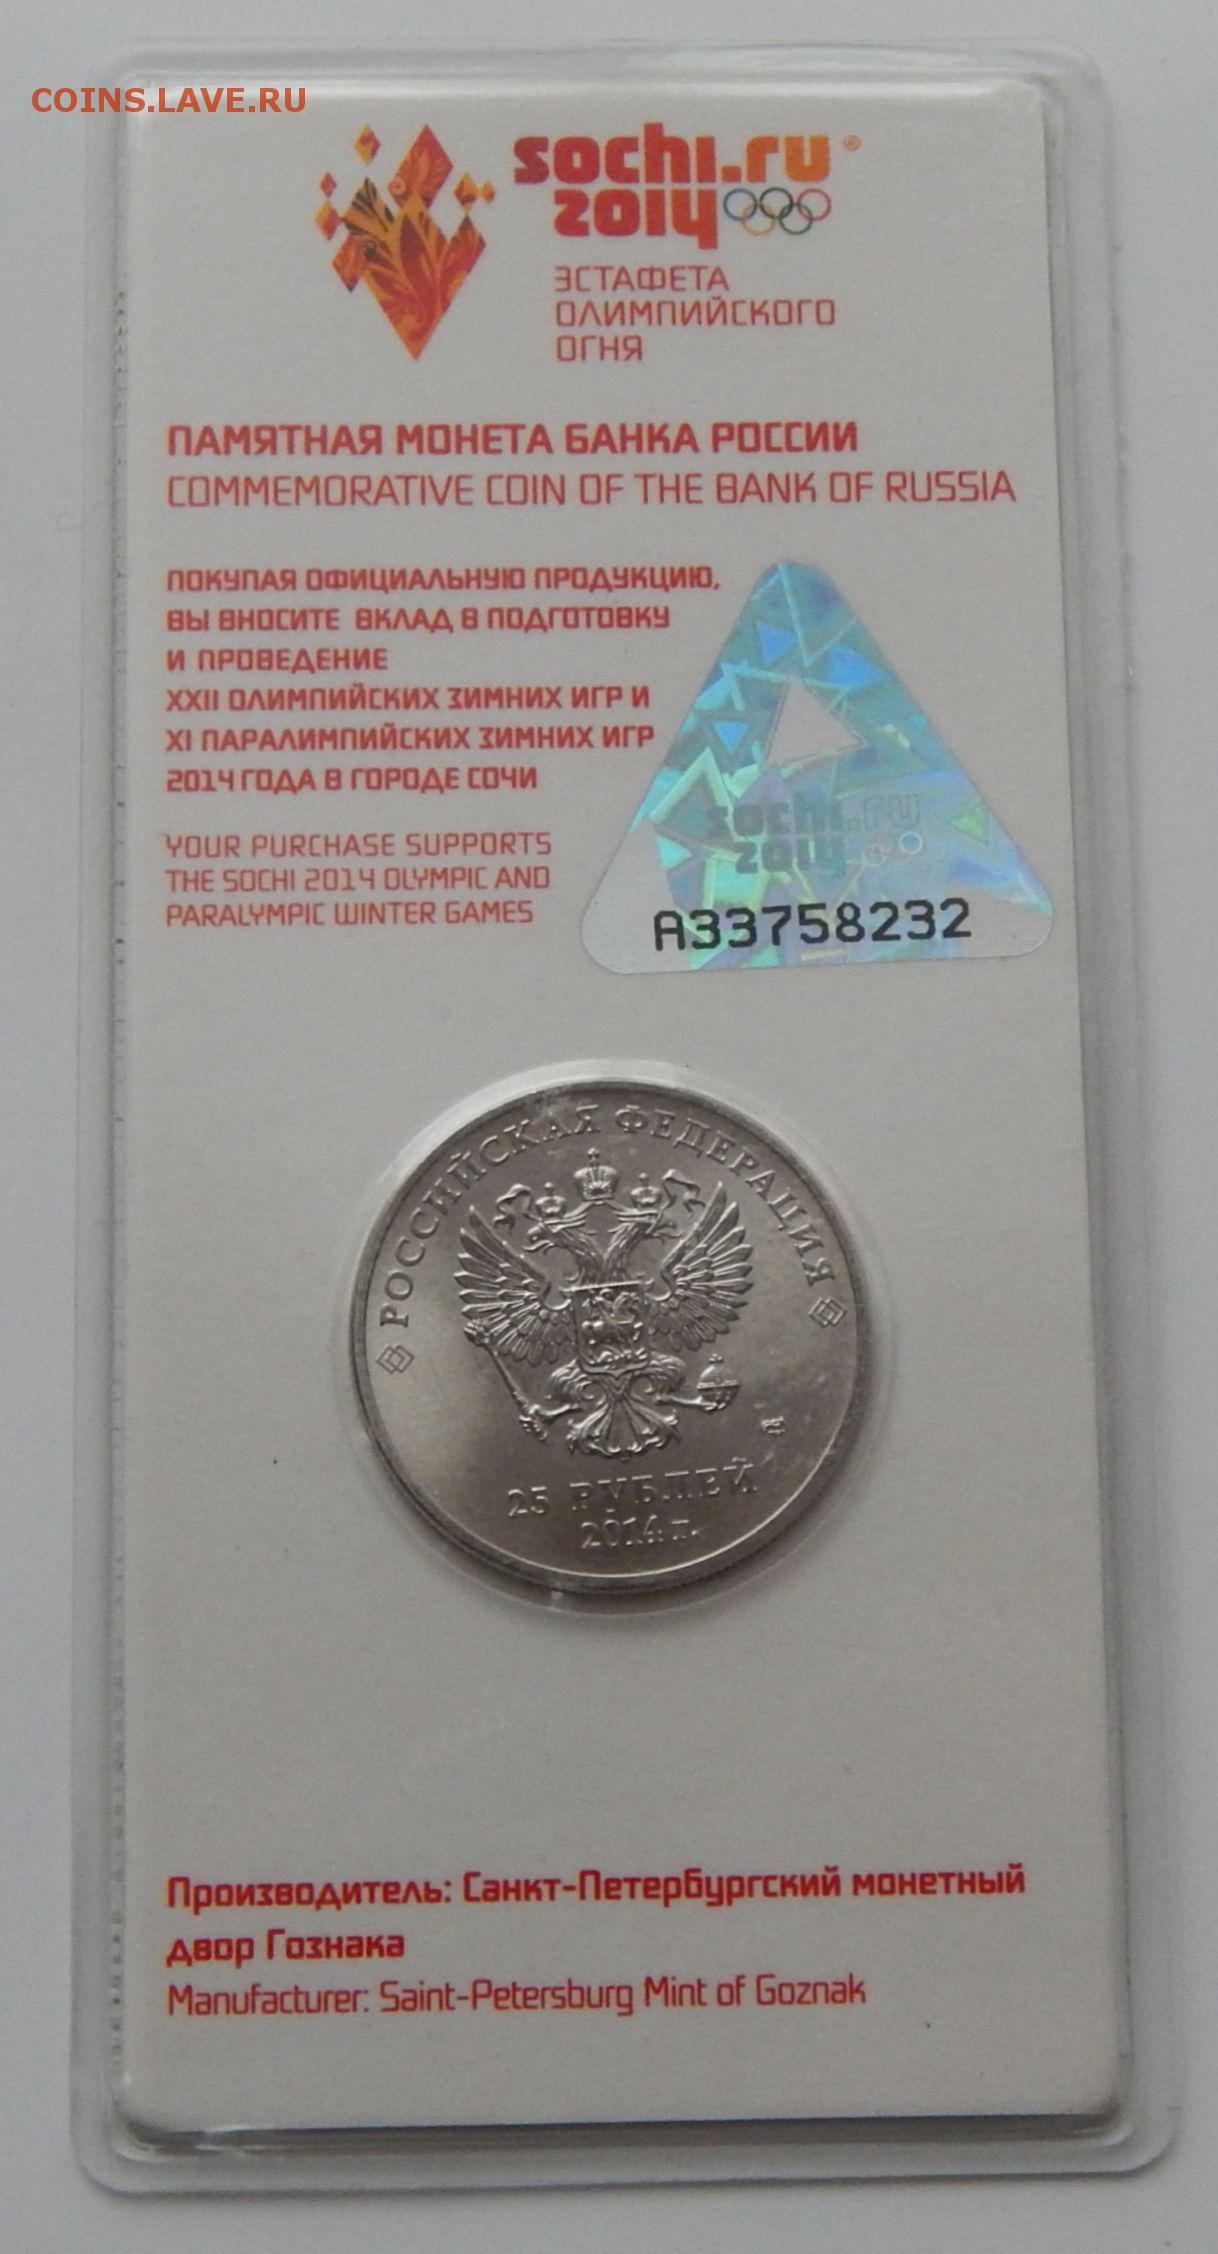 COINS.LAVE.RU
sochi.ru®
2014
ЭСТАФЕТА
ОЛИМПИЙСКОГО
ОГНЯ
ПАМЯТНАЯ МОНЕТА БАНКА РОССИИ
COMMEMORATIVE COIN OF THE BANK OF RUSSIA
ПОКУПАЯ ОФИЦИАЛЬНУЮ ПРОДУКЦИЮ,
ВЫ ВНОСИТЕ ВКЛАД В ПОДГОТОВКУ
И ПРОВЕДЕНИЕ
XXII ОЛИМПИЙСКИХ ЗИМНИХ ИГР И
XI ПАРАЛИМПИЙСКИХ ЗИМНИХ ИГР
2014 ГОДА В ГОРОДЕ СОЧИ
YOUR PURCHASE SUPPORTS
THE SOCHI 2014 OLYMPIC AND
PARALYMPIC WINTER GAMES
sochi.ru
2014
A33758232
РОССИЙСКАЯ ФЕДЕРАЦИЯ
25 РУБЛЕЙ
2014 г.
Производитель: Санкт-Петербургский монетный
двор Гознака
Manufacturer: Saint-Petersburg Mint of Goznak